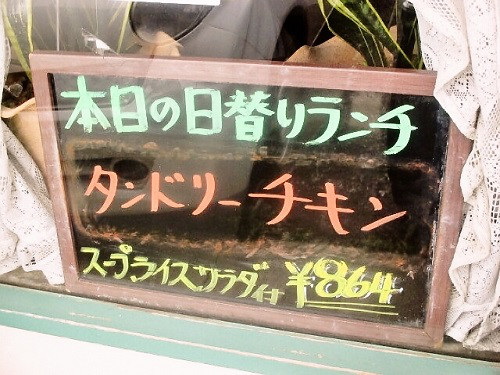 本日の日替りランチ
タンドリーチキン
スープライスサラダ付 ¥864